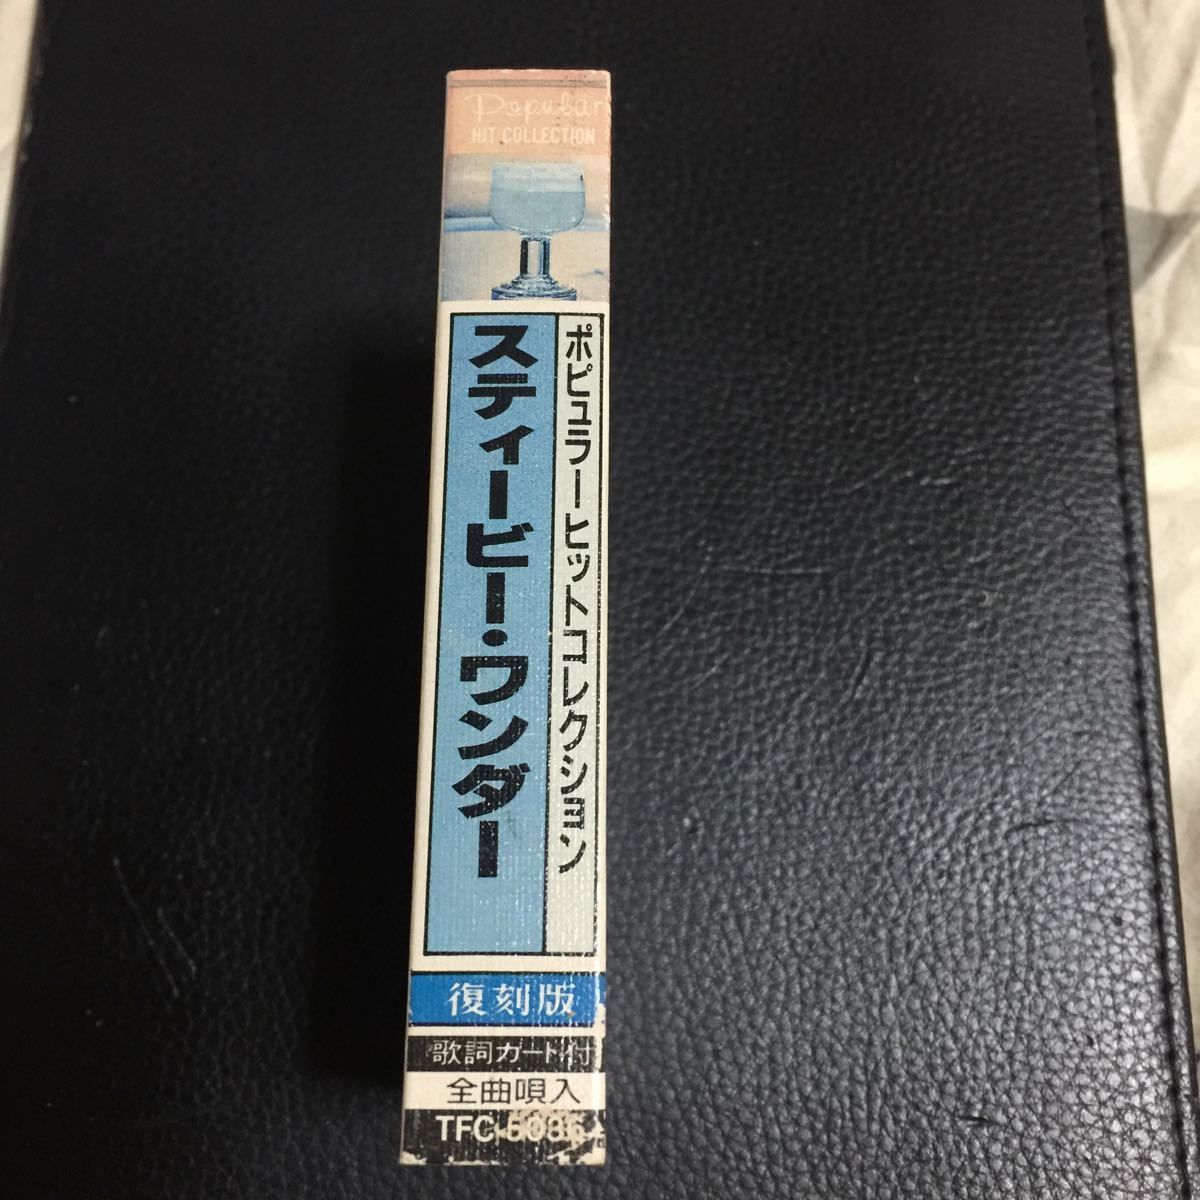 Popular
HIT COLLECTION
ポピュラーヒットコレクション
スティービー・ワンダー
復刻版
歌詞カード付
全曲唄入
TFC-5036